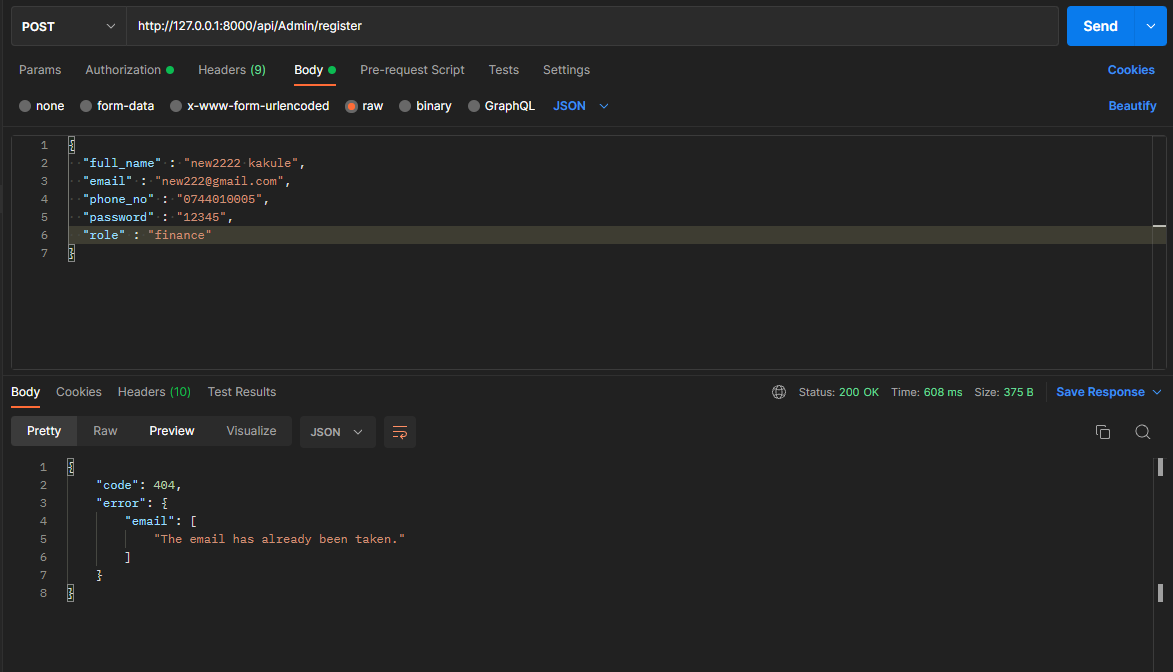 POST http://127.0.0.1:8000/api/Admin/register Send
Params Authorization Headers (9) Body Pre-request Script Tests Settings Cookies
none form-data x-www-form-urlencoded raw binary GraphQL JSON Beautify
1 {
2 "full_name" : "new2222 kakule",
3 "email" : "new222@gmail.com",
4 "phone_no" : "0744010005",
5 "password" : "12345",
6 "role" : "finance"
7 }
Body Cookies Headers (10) Test Results Status: 200 OK Time: 608 ms Size: 375 B Save Response
Pretty Raw Preview Visualize JSON
1 {
2 "code": 404,
3 "error": {
4 "email": [
5 "The email has already been taken."
6 ]
7 }
8 }